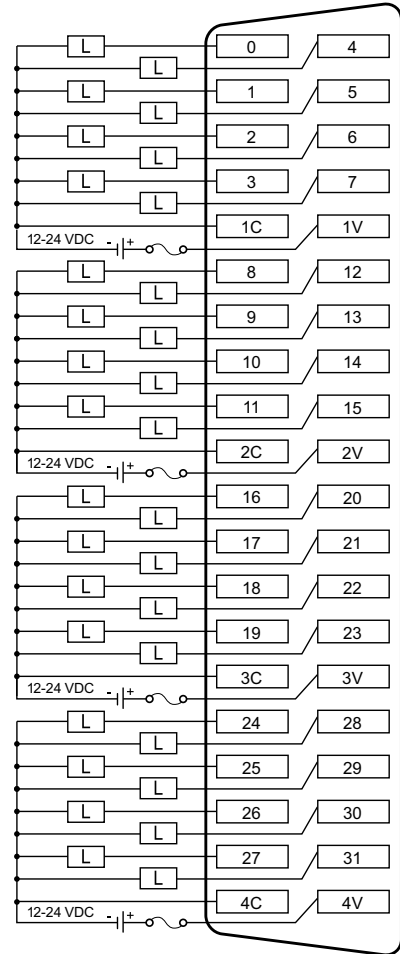 L 0 4
L
L 1 5
L
L 2 6
L
L 3 7
L
1C 1V
12-24 VDC - +
L 8 12
L
L 9 13
L
L 10 14
L
L 11 15
L
2C 2V
12-24 VDC - +
L 16 20
L
L 17 21
L
L 18 22
L
L 19 23
L
3C 3V
12-24 VDC - +
L 24 28
L
L 25 29
L
L 26 30
L
L 27 31
L
4C 4V
12-24 VDC - +